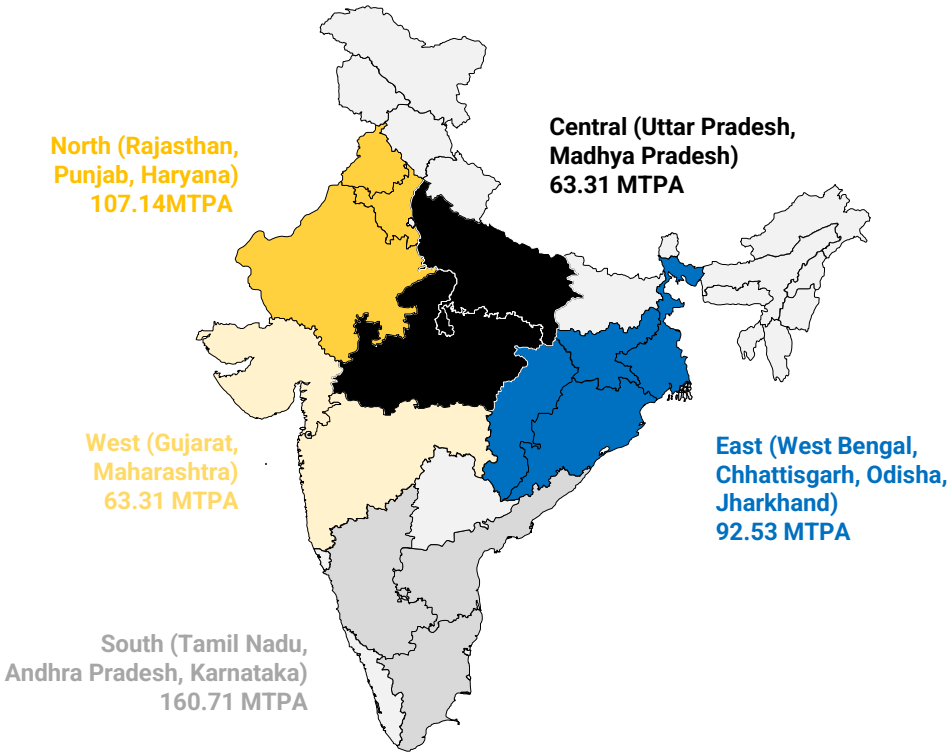 North (Rajasthan,
Punjab, Haryana)
107.14MTPA
Central (Uttar Pradesh,
Madhya Pradesh)
63.31 MTPA
West (Gujarat,
Maharashtra)
63.31 MTPA
East (West Bengal,
Chhattisgarh, Odisha,
Jharkhand)
92.53 MTPA
South (Tamil Nadu,
Andhra Pradesh, Karnataka)
160.71 MTPA